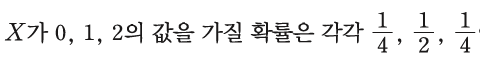 X가 0, 1, 2의 값을 가질 확률은 각각 1/4, 1/2, 1/4